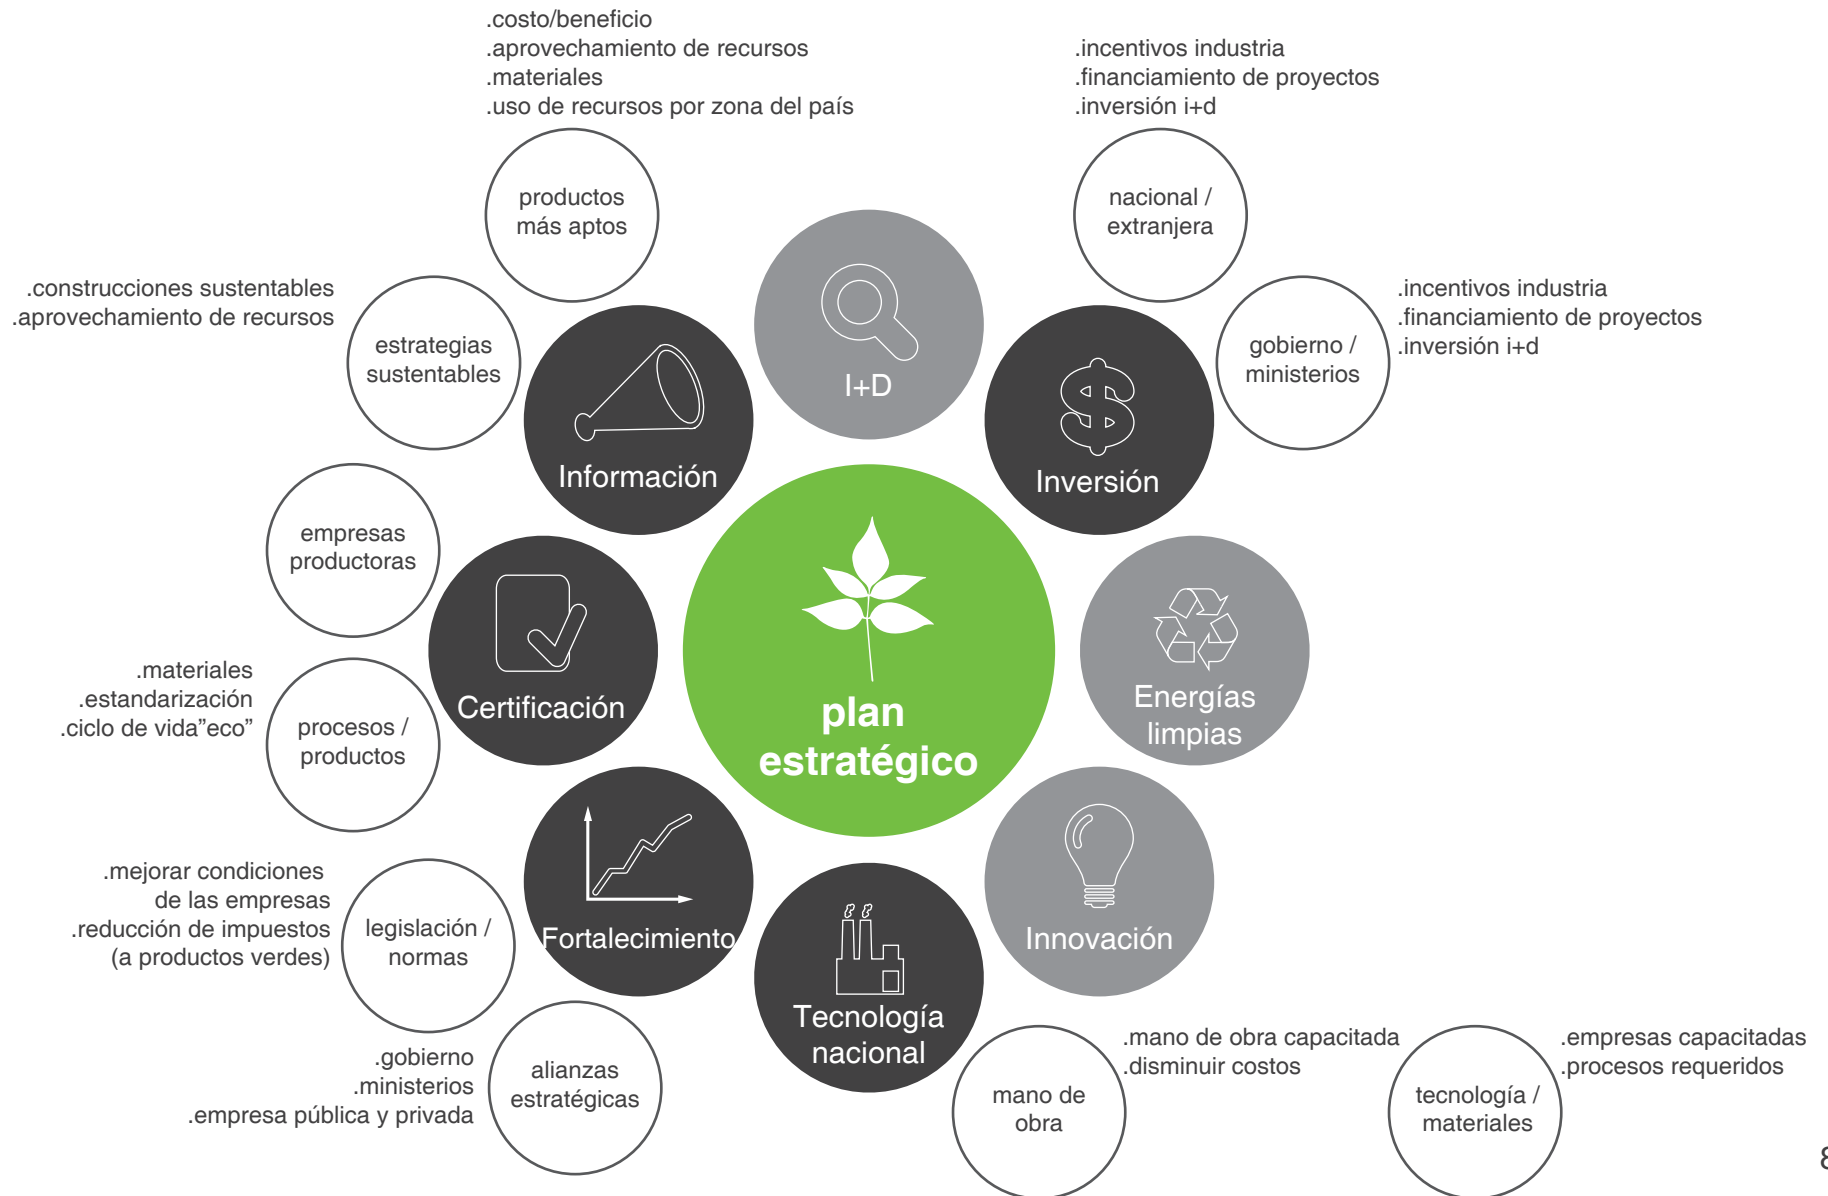 .costo/beneficio
.aprovechamiento de recursos
.materiales
.uso de recursos por zona del país
.incentivos industria
.financiamiento de proyectos
.inversión i+d
productos
más aptos
nacional /
extranjera
.construcciones sustentables
.aprovechamiento de recursos
estrategias
sustentables
I+D
gobierno /
ministerios
.incentivos industria
.financiamiento de proyectos
.inversión i+d
Información
Inversión
empresas
productoras
Certificación
.materiales
.estandarización
.ciclo de vida”eco”
procesos /
productos
plan
estratégico
Energías
limpias
.mejorar condiciones
de las empresas
.reducción de impuestos
(a productos verdes)
legislación /
normas
Fortalecimiento
Innovación
Tecnología
nacional
.gobierno
.ministerios
.empresa pública y privada
alianzas
estratégicas
mano de
obra
.mano de obra capacitada
.disminuir costos
tecnología /
materiales
.empresas capacitadas
.procesos requeridos